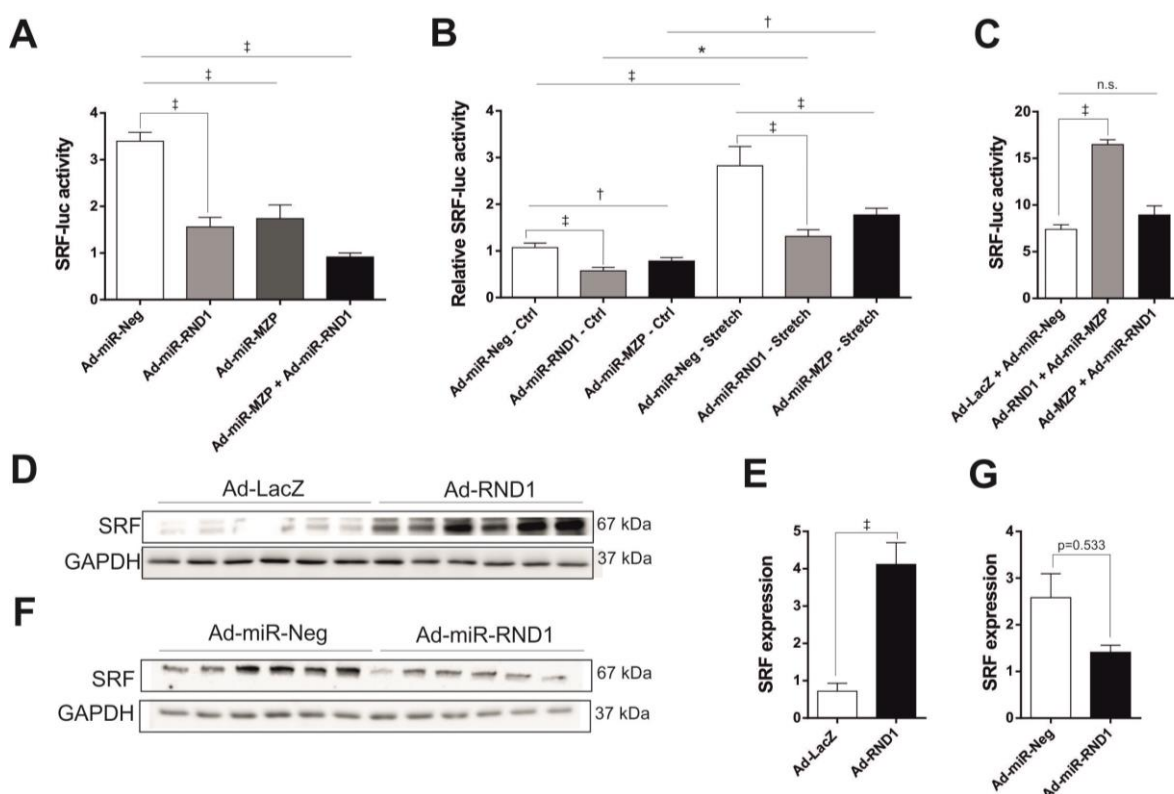 A
‡
‡
‡
SRF-luc activity
4
3
2
1
0
Ad-miR-Neg
Ad-miR-RND1
Ad-miR-MZP
Ad-miR-MZP + Ad-miR-RND1
B
†
*
‡
‡
‡
†
‡
Relative SRF-luc activity
4
3
2
1
0
Ad-miR-Neg - Ctrl
Ad-miR-RND1 - Ctrl
Ad-miR-MZP - Ctrl
Ad-miR-Neg - Stretch
Ad-miR-RND1 - Stretch
Ad-miR-MZP - Stretch
C
n.s.
‡
SRF-luc activity
20
15
10
5
0
Ad-LacZ + Ad-miR-Neg
Ad-RND1 + Ad-miR-MZP
Ad-MZP + Ad-miR-RND1
D
Ad-LacZ
Ad-RND1
SRF
67 kDa
GAPDH
37 kDa
F
Ad-miR-Neg
Ad-miR-RND1
SRF
67 kDa
GAPDH
37 kDa
E
‡
SRF expression
5
4
3
2
1
0
Ad-LacZ
Ad-RND1
G
p=0.533
SRF expression
4
3
2
1
0
Ad-miR-Neg
Ad-miR-RND1